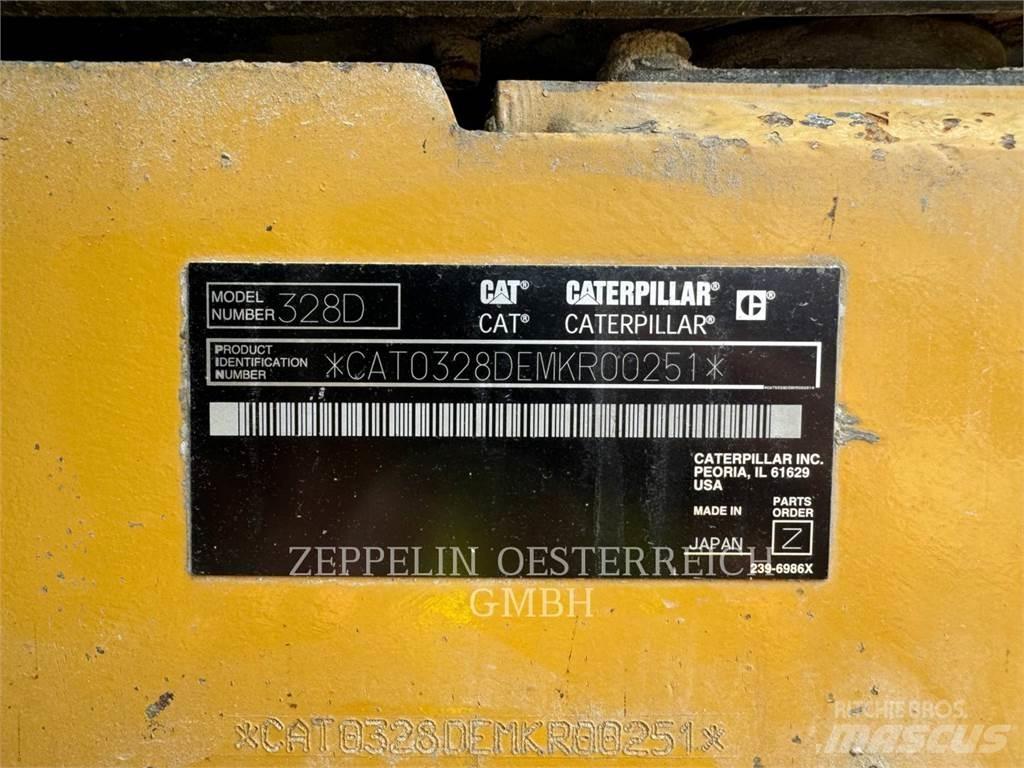 MODEL
NUMBER 328D
CAT® CATERPILLAR® C®
CAT® CATERPILLAR®
PRODUCT
IDENTIFICATION
NUMBER
*CAT0328DEMKR00251*
CATERPILLAR INC.
PEORIA, IL 61629
USA
MADE IN
JAPAN
PARTS
ORDER
Z
239-6986X
ZEPPELIN OESTERREICH
GMBH
*CAT0328DEMKR00251*
RITCHIE BROS.
MASCUS